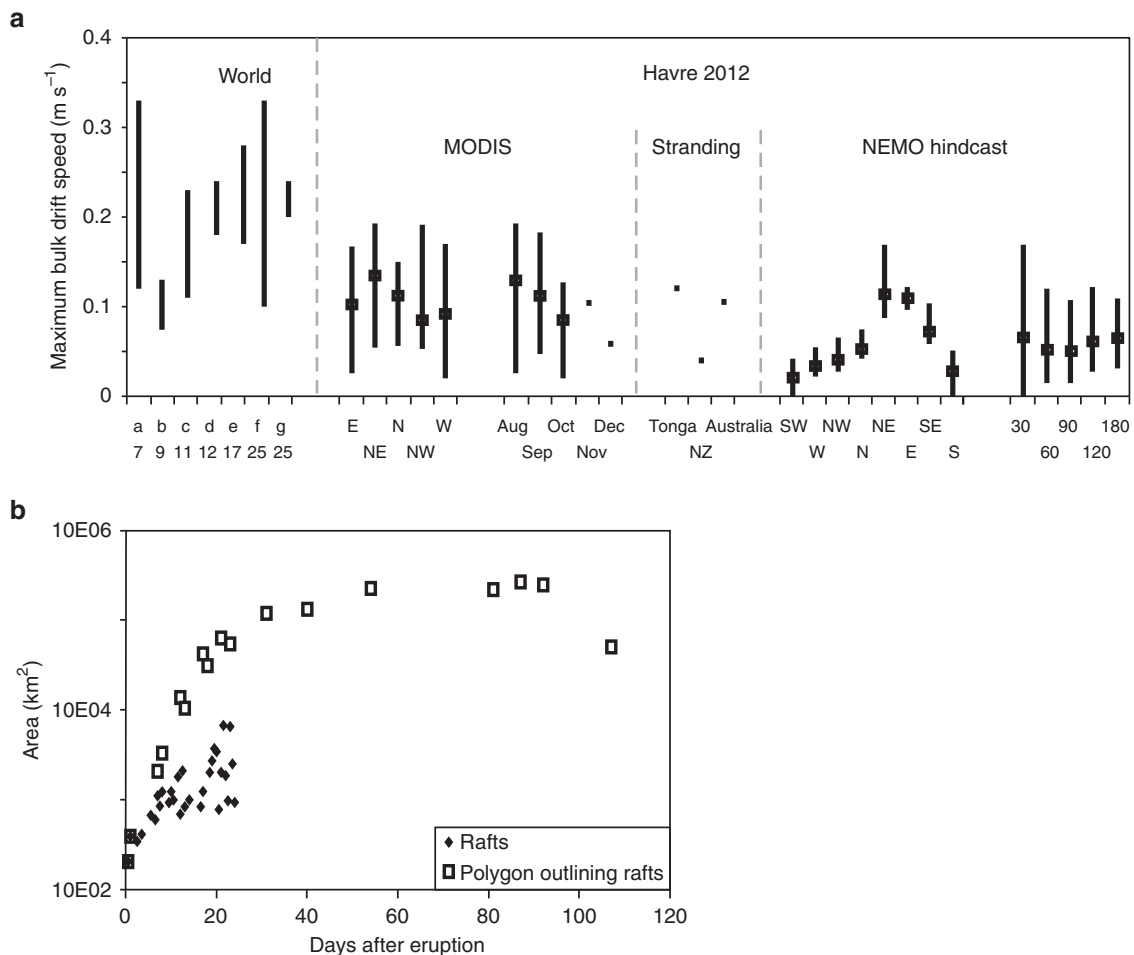 a
Maximum bulk drift speed (m s⁻¹)
0.4
0.3
0.2
0.1
0
World
Havre 2012
MODIS
Stranding
NEMO hindcast
a b c d e f g
7 9 11 12 17 25 25
E N W
NE NW
Aug Oct Dec
Sep Nov
Tonga Australia
NZ
SW NW NE SE
W N E S
30 90 180
60 120
b
Area (km²)
10E06
10E04
10E02
Rafts
Polygon outlining rafts
0 20 40 60 80 100 120
Days after eruption